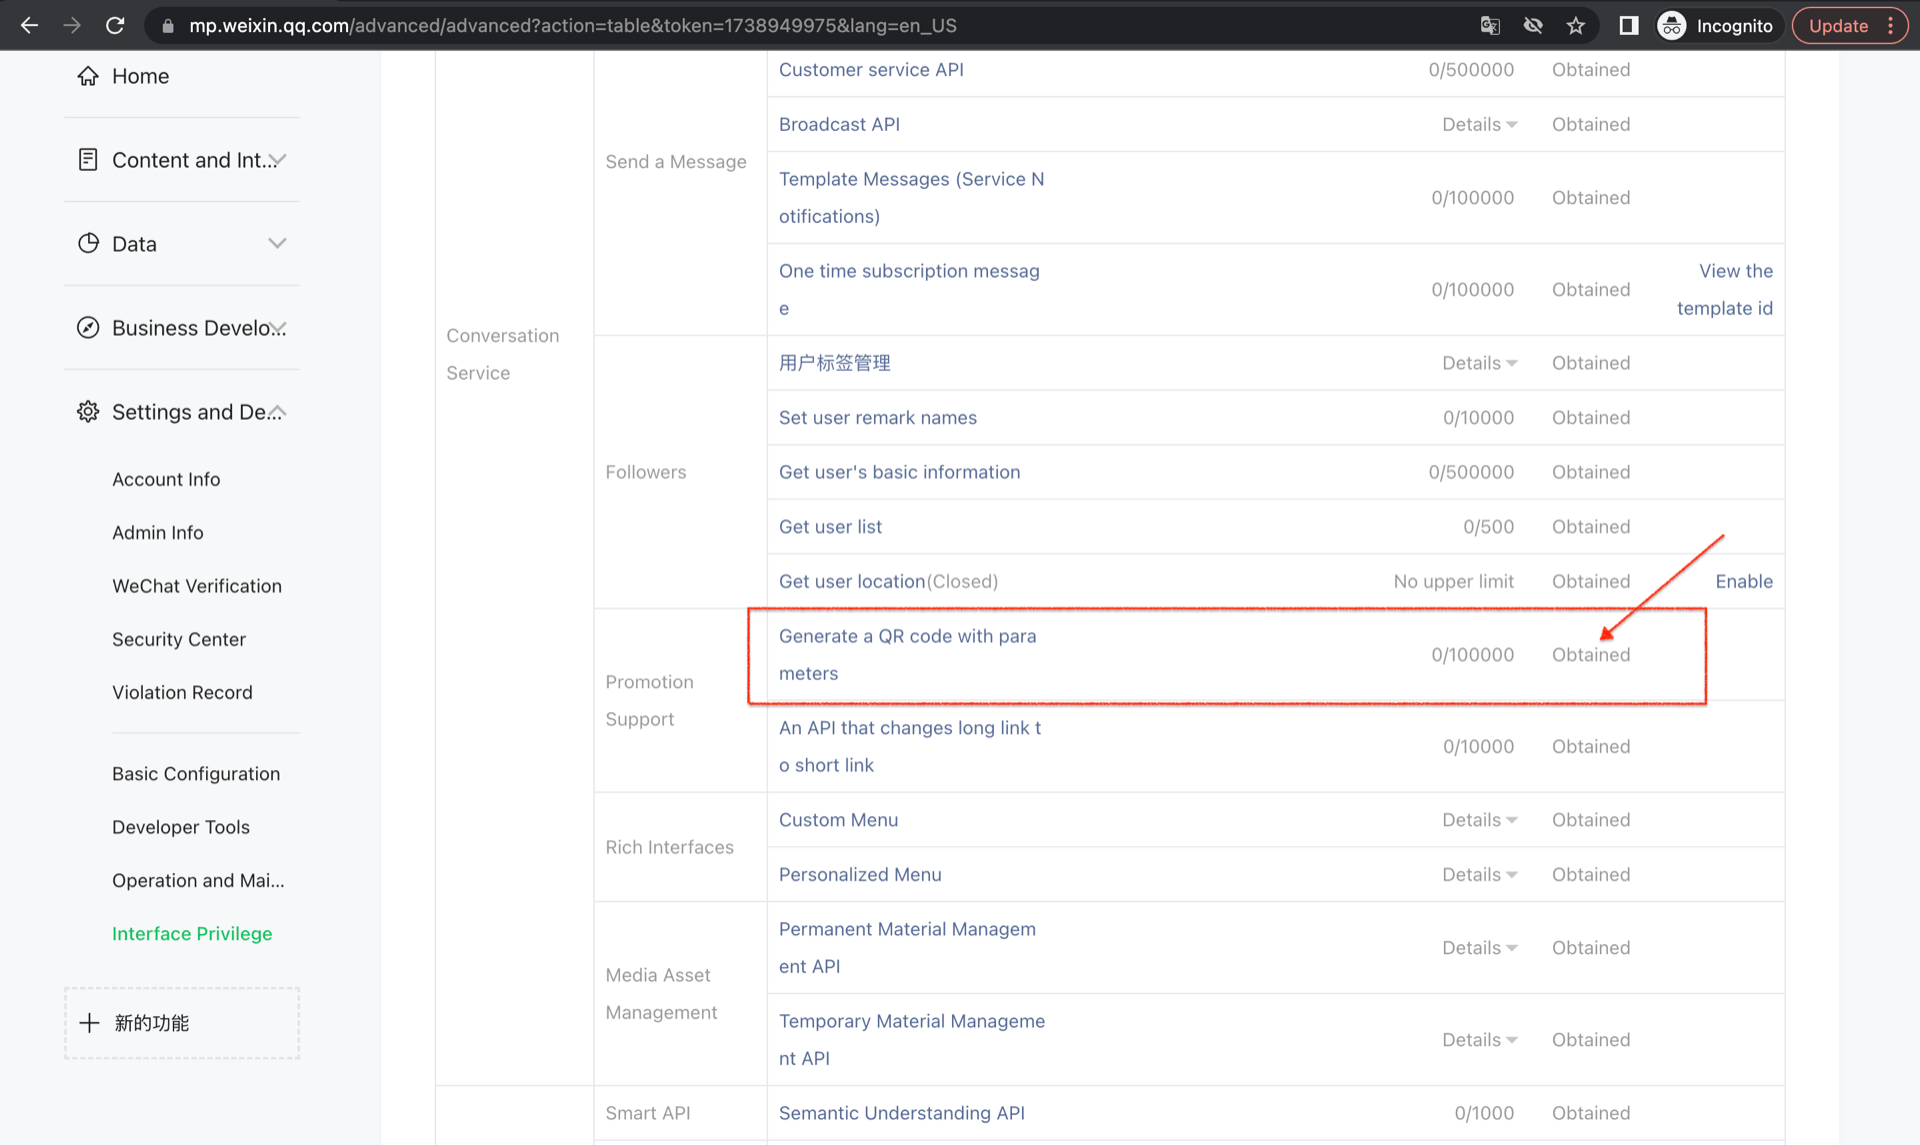 mp.weixin.qq.com/advanced/advanced?action=table&token=1738949975&lang=en_US
Incognito
Update
Home
Content and Int...
Data
Business Develo...
Settings and De...
Account Info
Admin Info
WeChat Verification
Security Center
Violation Record
Basic Configuration
Developer Tools
Operation and Mai...
Interface Privilege
新的功能
Conversation
Service
Send a Message
Customer service API 0/500000 Obtained
Broadcast API Details Obtained
Template Messages (Service N
otifications)
0/100000 Obtained
One time subscription messag
e
0/100000 Obtained
View the
template id
Followers
用户标签管理 Details Obtained
Set user remark names 0/10000 Obtained
Get user's basic information 0/500000 Obtained
Get user list 0/500 Obtained
Get user location(Closed) No upper limit Obtained Enable
Promotion
Support
Generate a QR code with para
meters
0/100000 Obtained
An API that changes long link t
o short link
0/10000 Obtained
Rich Interfaces
Custom Menu Details Obtained
Personalized Menu Details Obtained
Media Asset
Management
Permanent Material Managem
ent API
Details Obtained
Temporary Material Manageme
nt API
Details Obtained
Smart API
Semantic Understanding API 0/1000 Obtained